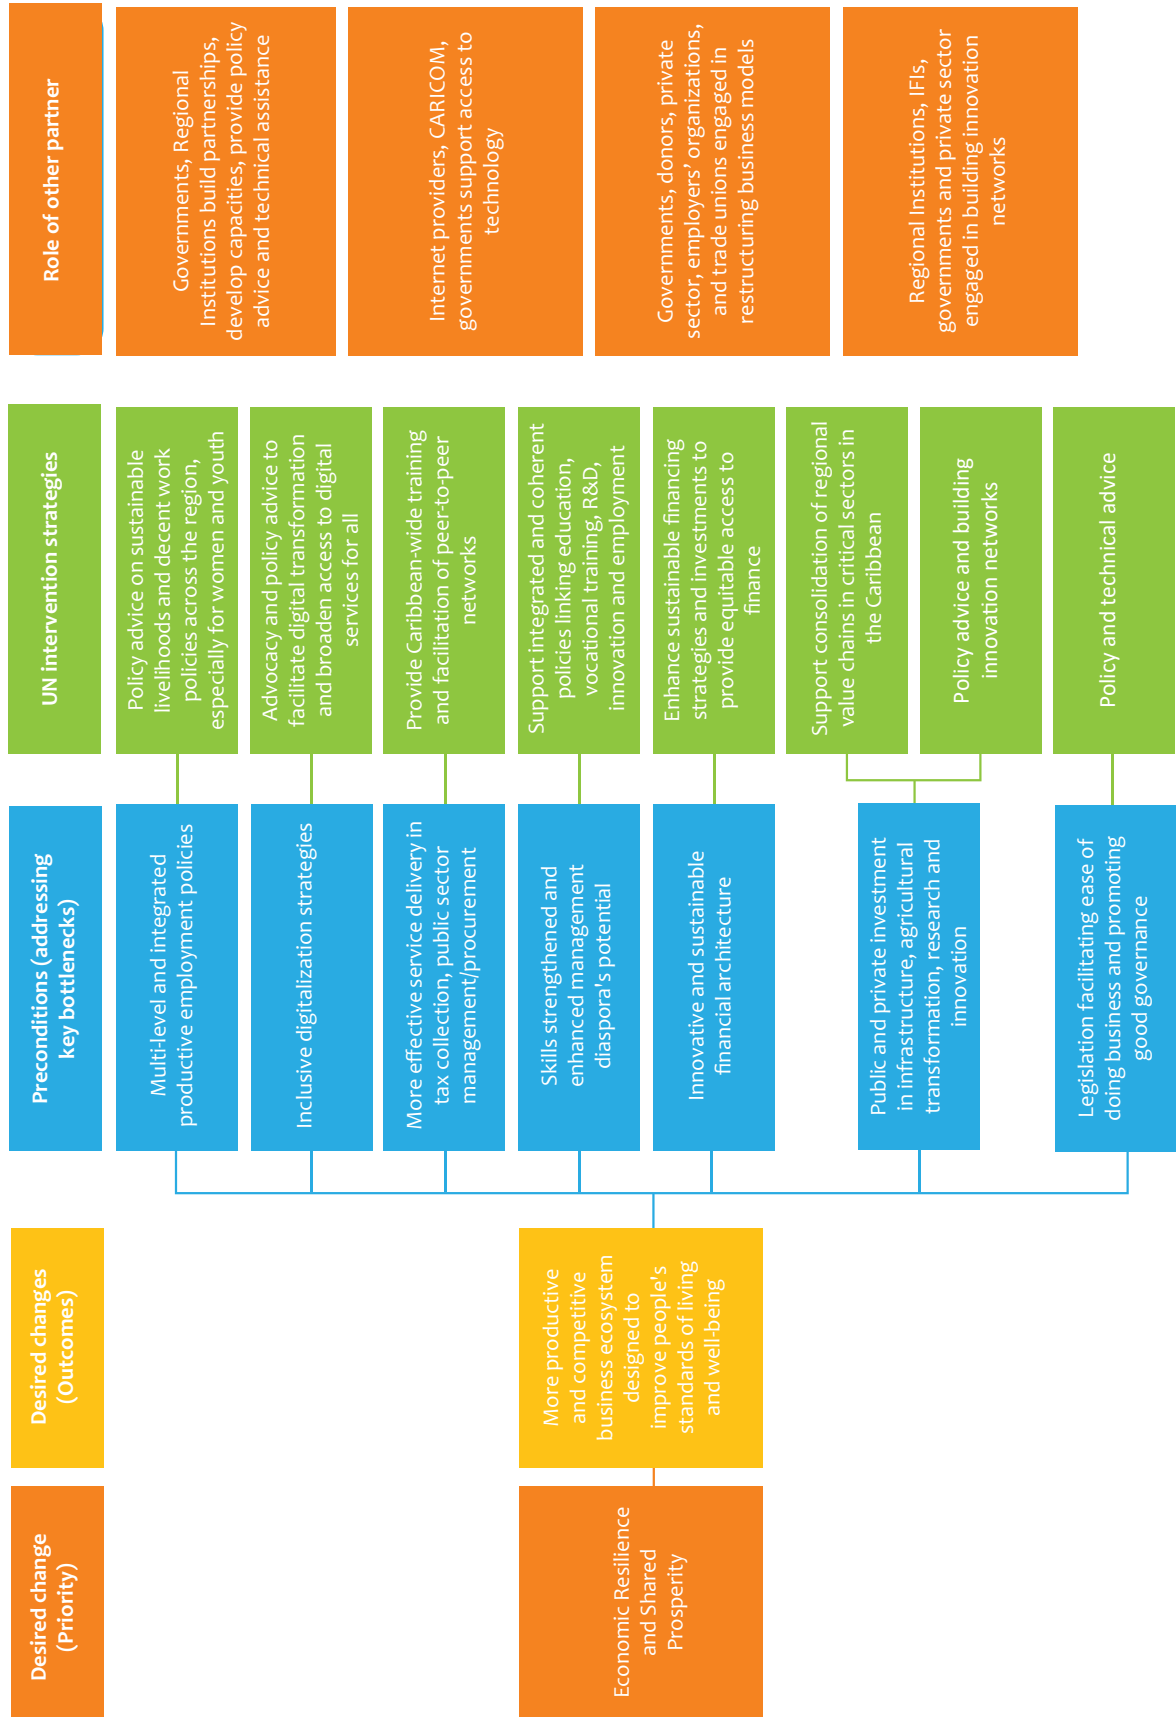 Desired change
(Priority)
Economic Resilience
and Shared
Prosperity
Desired changes
(Outcomes)
More productive
and competitive
business ecosystem
designed to
improve people's
standards of living
and well-being
Preconditions (addressing
key bottlenecks)
Multi-level and integrated
productive employment policies
Inclusive digitalization strategies
More effective service delivery in
tax collection, public sector
management/procurement
Skills strengthened and
enhanced management
diaspora's potential
Innovative and sustainable
financial architecture
Public and private investment
in infrastructure, agricultural
transformation, research and
innovation
Legislation facilitating ease of
doing business and promoting
good governance
UN intervention strategies
Policy advice on sustainable
livelihoods and decent work
policies across the region,
especially for women and youth
Advocacy and policy advice to
facilitate digital transformation
and broaden access to digital
services for all
Provide Caribbean-wide training
and facilitation of peer-to-peer
networks
Support integrated and coherent
policies linking education,
vocational training, R&D,
innovation and employment
Enhance sustainable financing
strategies and investments to
provide equitable access to
finance
Support consolidation of regional
value chains in critical sectors in
the Caribbean
Policy advice and building
innovation networks
Policy and technical advice
Role of other partner
Governments, Regional
Institutions build partnerships,
develop capacities, provide policy
advice and technical assistance
Internet providers, CARICOM,
governments support access to
technology
Governments, donors, private
sector, employers' organizations,
and trade unions engaged in
restructuring business models
Regional Institutions, IFIs,
governments and private sector
engaged in building innovation
networks